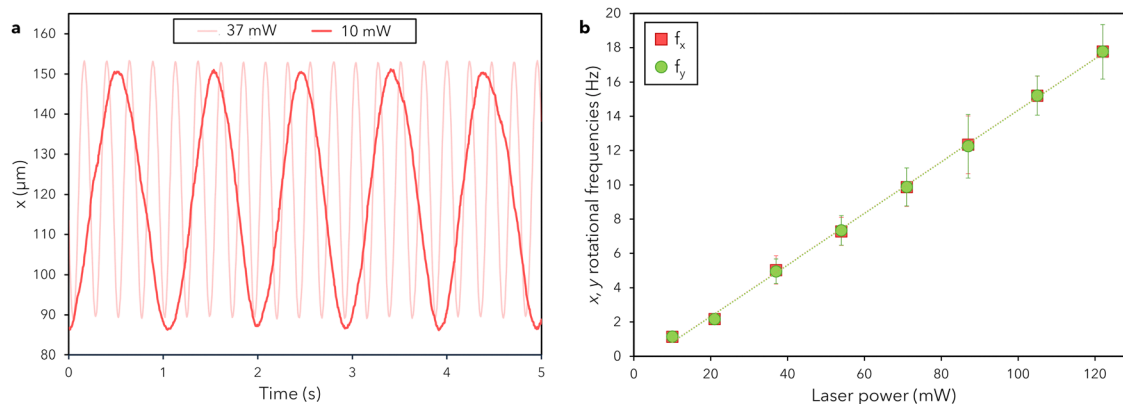 a
37 mW 10 mW
160
150
140
130
120
110
100
90
80
x (µm)
0 1 2 3 4 5
Time (s)
b
fx
fy
20
18
16
14
12
10
8
6
4
2
0
x, y rotational frequencies (Hz)
0 20 40 60 80 100 120
Laser power (mW)